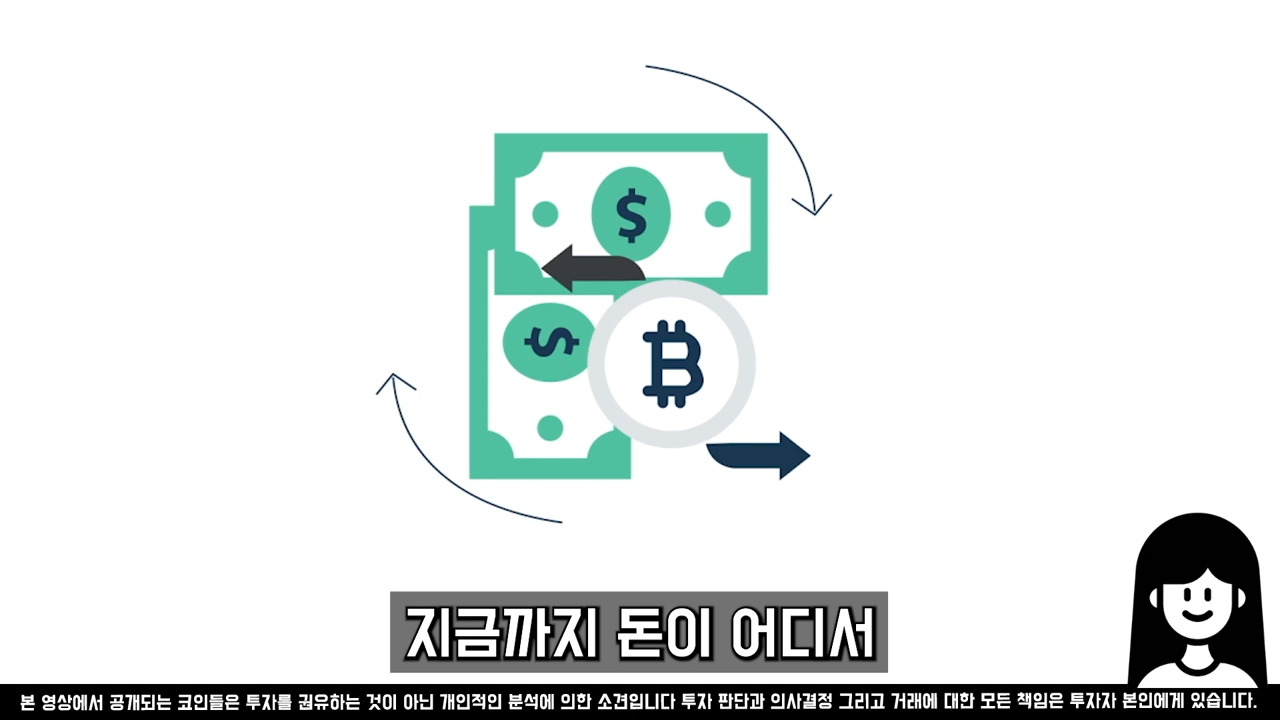 $
$
₿
지금까지 돈이 어디서
본 영상에서 공개되는 코인들은 투자를 권유하는 것이 아닌 개인적인 분석에 의한 소견입니다 투자 판단과 의사결정 그리고 거래에 대한 모든 책임은 투자자 본인에게 있습니다.